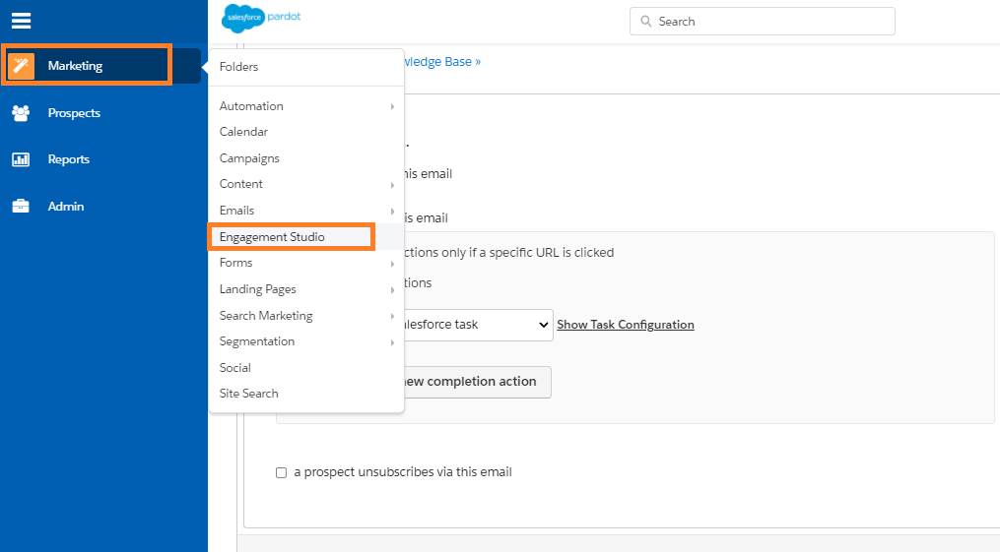 salesforce pardot
Search
Marketing
Prospects
Reports
Admin
Folders
Automation
Calendar
Campaigns
Content
Emails
Engagement Studio
Forms
Landing Pages
Search Marketing
Segmentation
Social
Site Search
wledge Base »
his email
is email
ctions only if a specific URL is clicked
tions
alesforce task
Show Task Configuration
new completion action
a prospect unsubscribes via this email